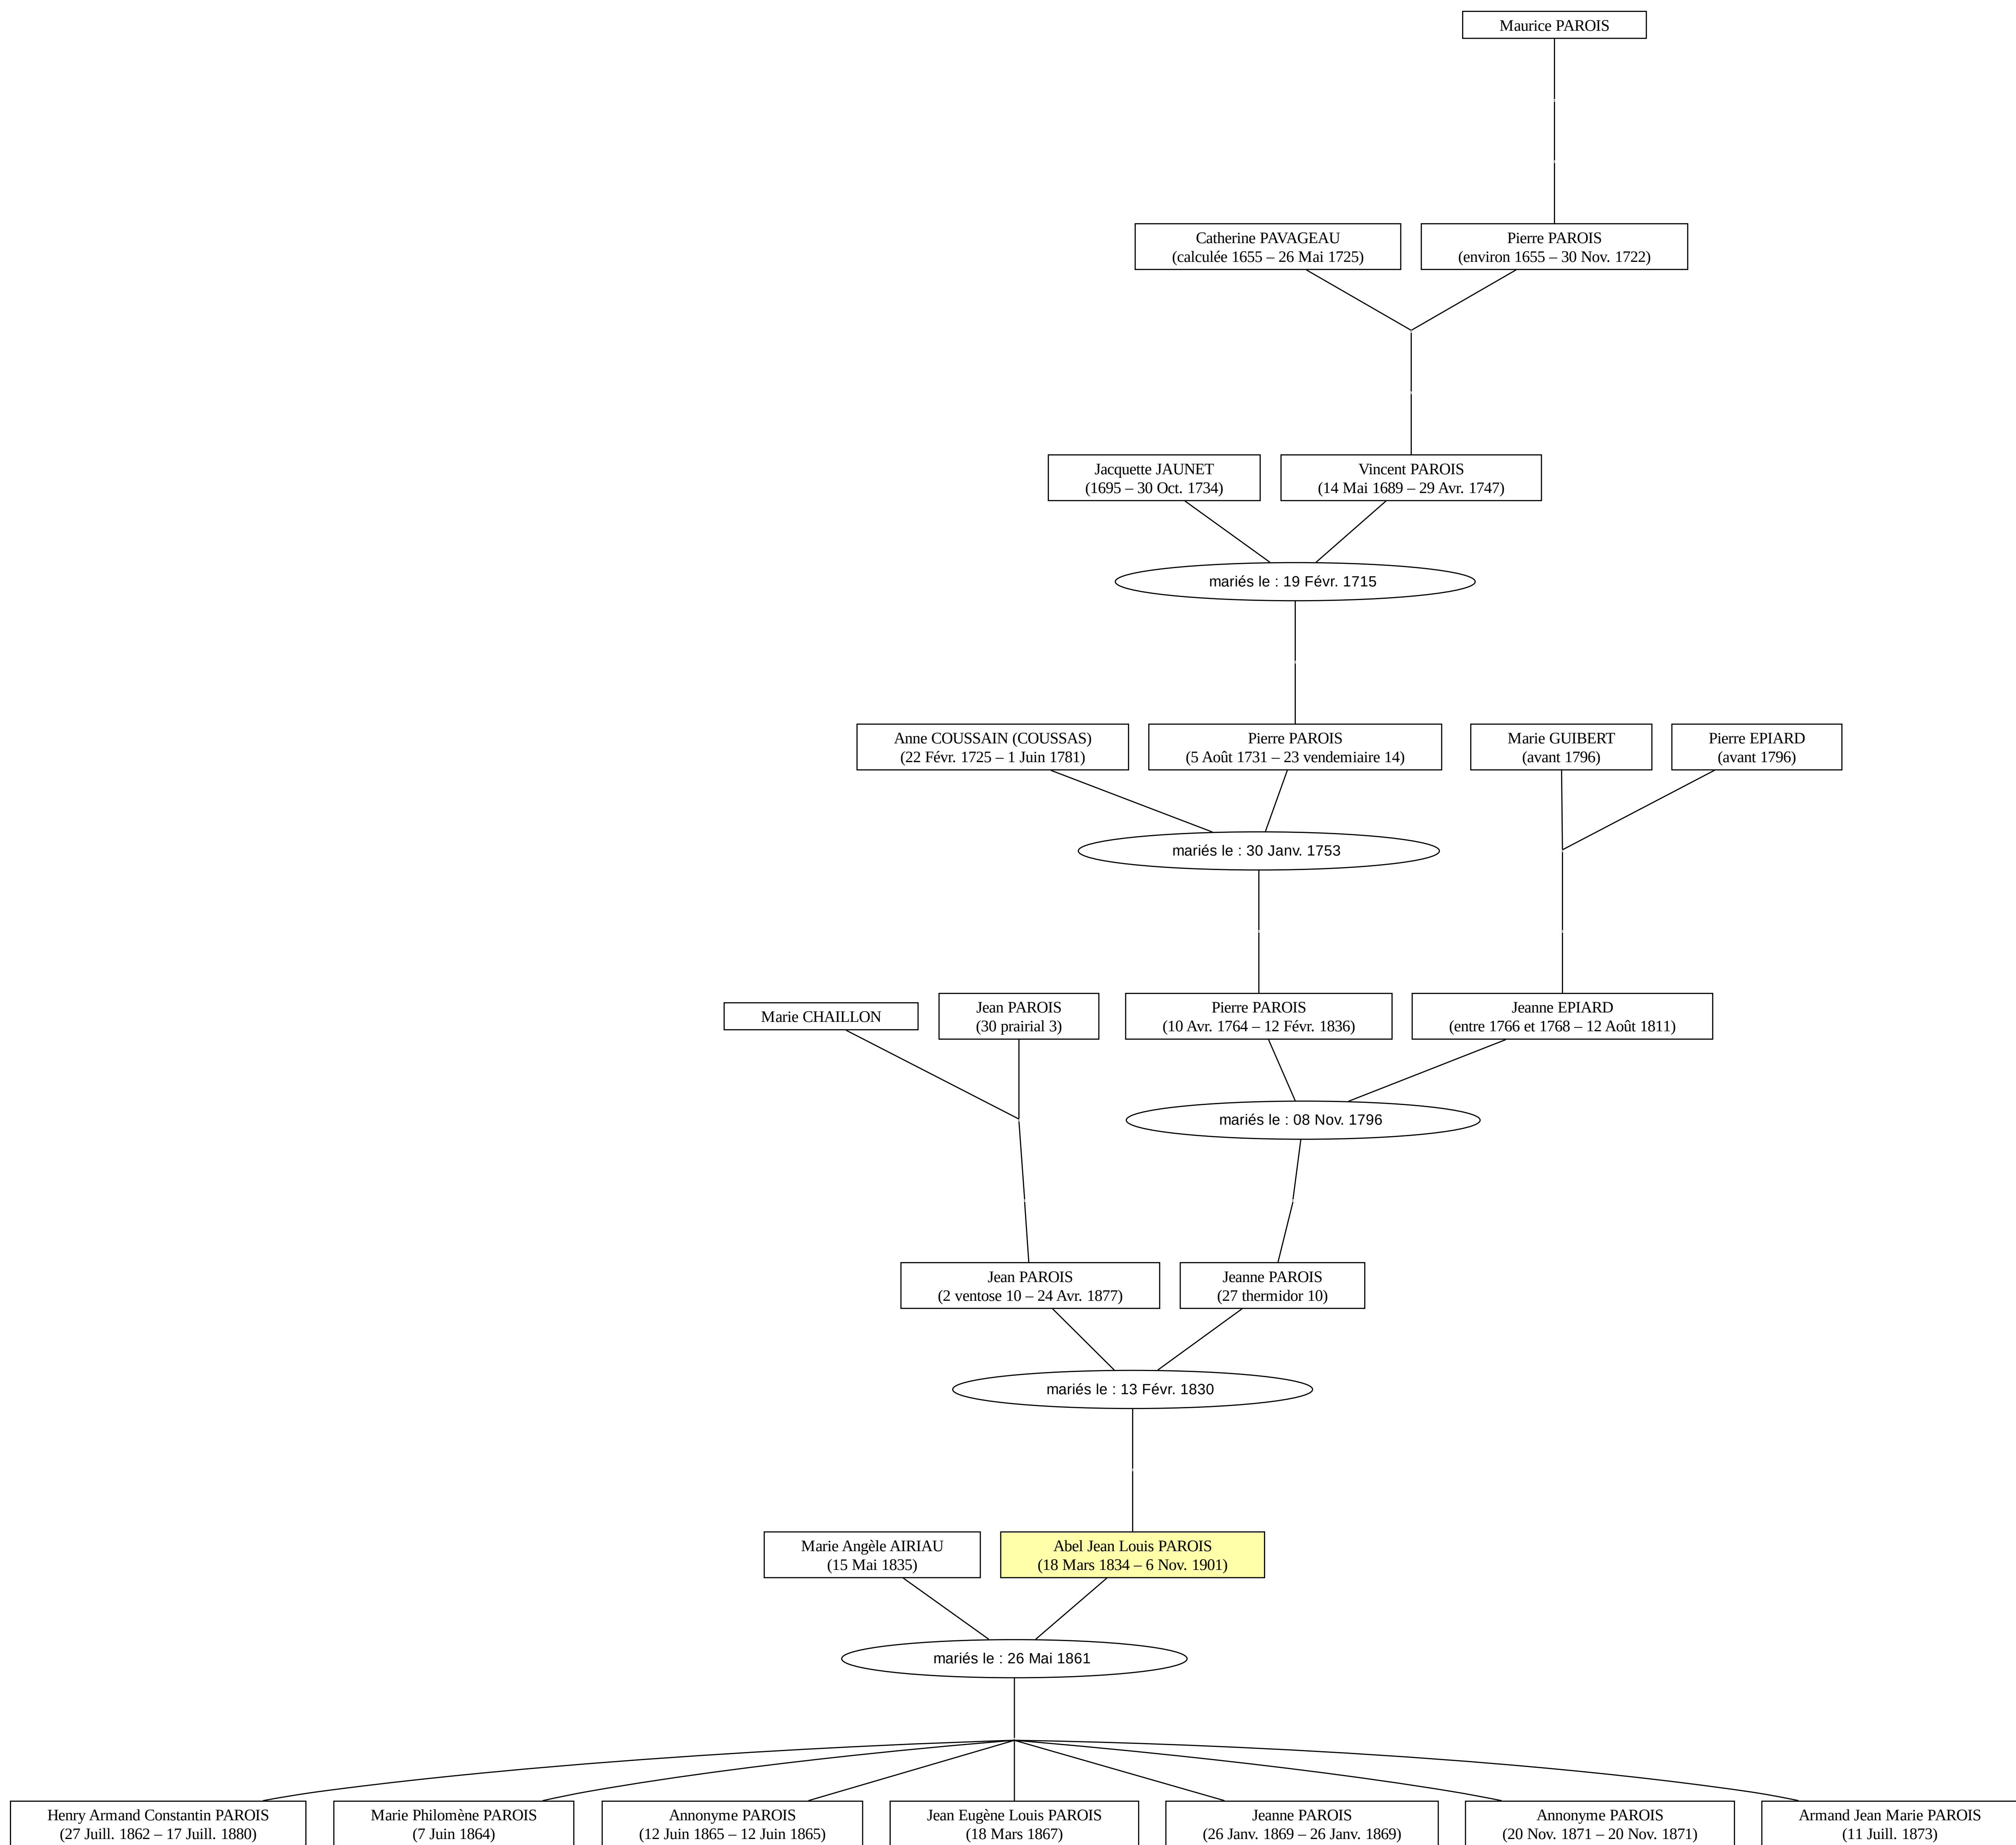 Maurice PAROIS
Catherine PAVAGEAU
(calculée 1655 – 26 Mai 1725)
Pierre PAROIS
(environ 1655 – 30 Nov. 1722)
Jacquette JAUNET
(1695 – 30 Oct. 1734)
Vincent PAROIS
(14 Mai 1689 – 29 Avr. 1747)
mariés le : 19 Févr. 1715
Anne COUSSAIN (COUSSAS)
(22 Févr. 1725 – 1 Juin 1781)
Pierre PAROIS
(5 Août 1731 – 23 vendemiaire 14)
Marie GUIBERT
(avant 1796)
Pierre EPIARD
(avant 1796)
mariés le : 30 Janv. 1753
Marie CHAILLON
Jean PAROIS
(30 prairial 3)
Pierre PAROIS
(10 Avr. 1764 – 12 Févr. 1836)
Jeanne EPIARD
(entre 1766 et 1768 – 12 Août 1811)
mariés le : 08 Nov. 1796
Jean PAROIS
(2 ventose 10 – 24 Avr. 1877)
Jeanne PAROIS
(27 thermidor 10)
mariés le : 13 Févr. 1830
Marie Angèle AIRIAU
(15 Mai 1835)
Abel Jean Louis PAROIS
(18 Mars 1834 – 6 Nov. 1901)
mariés le : 26 Mai 1861
Henry Armand Constantin PAROIS
(27 Juill. 1862 – 17 Juill. 1880)
Marie Philomène PAROIS
(7 Juin 1864)
Annonyme PAROIS
(12 Juin 1865 – 12 Juin 1865)
Jean Eugène Louis PAROIS
(18 Mars 1867)
Jeanne PAROIS
(26 Janv. 1869 – 26 Janv. 1869)
Annonyme PAROIS
(20 Nov. 1871 – 20 Nov. 1871)
Armand Jean Marie PAROIS
(11 Juill. 1873)